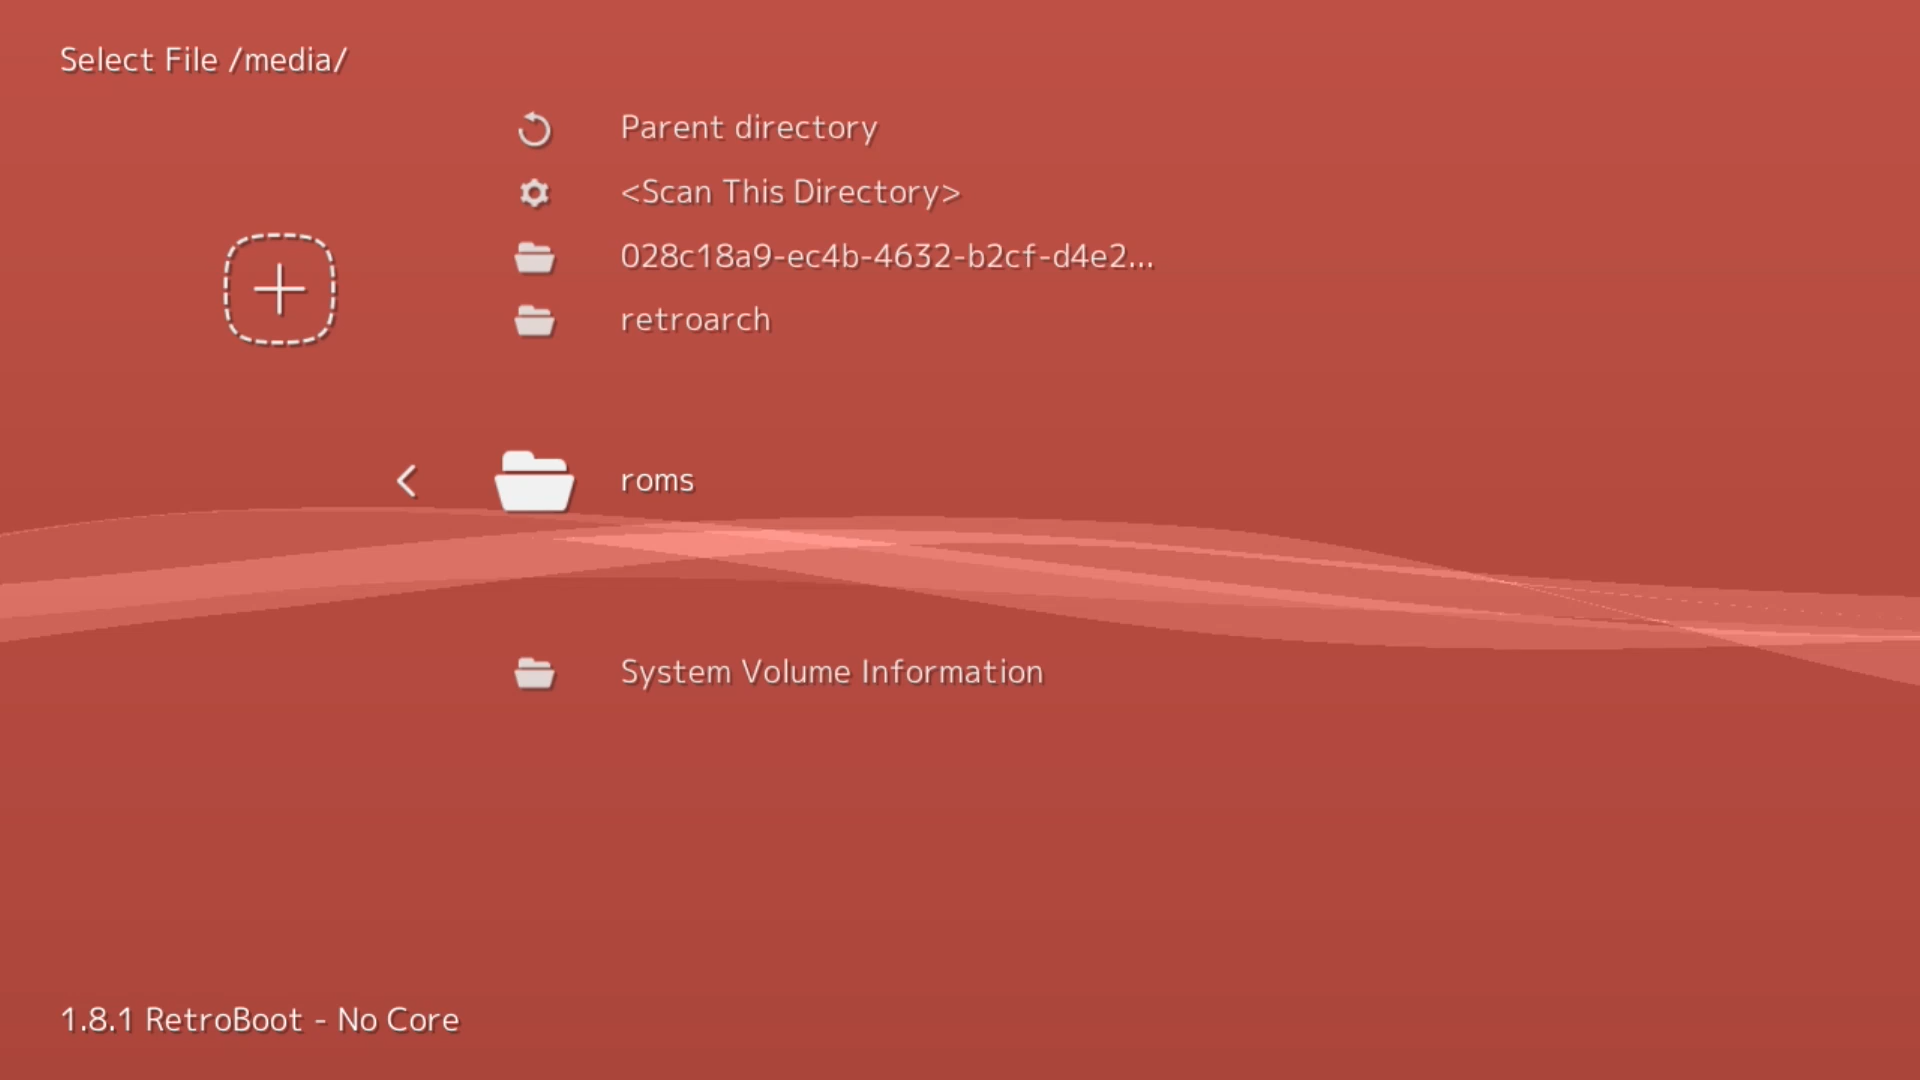 Select File /media/
Parent directory
<Scan This Directory>
028c18a9-ec4b-4632-b2cf-d4e2...
retroarch
roms
System Volume Information
1.8.1 RetroBoot - No Core